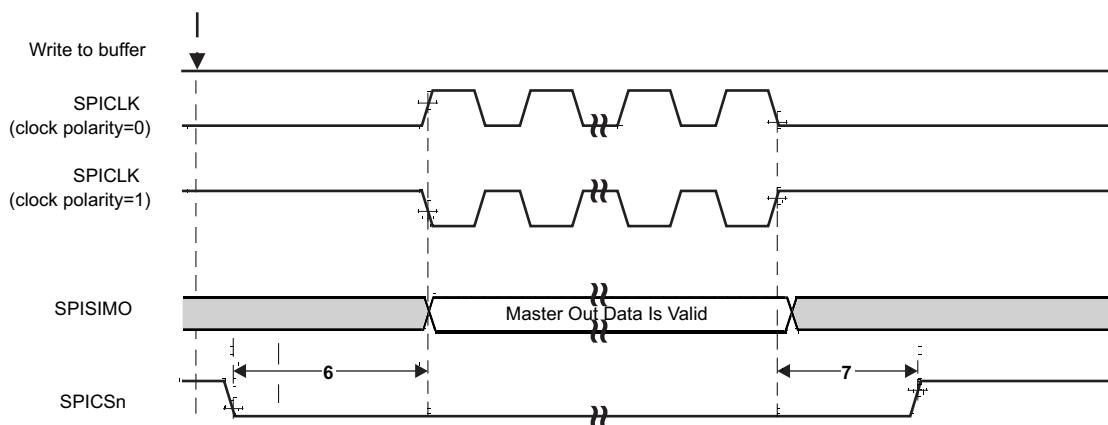 Write to buffer
SPICLK
(clock polarity=0)
SPICLK
(clock polarity=1)
SPISIMO
Master Out Data Is Valid
6
7
SPICSn